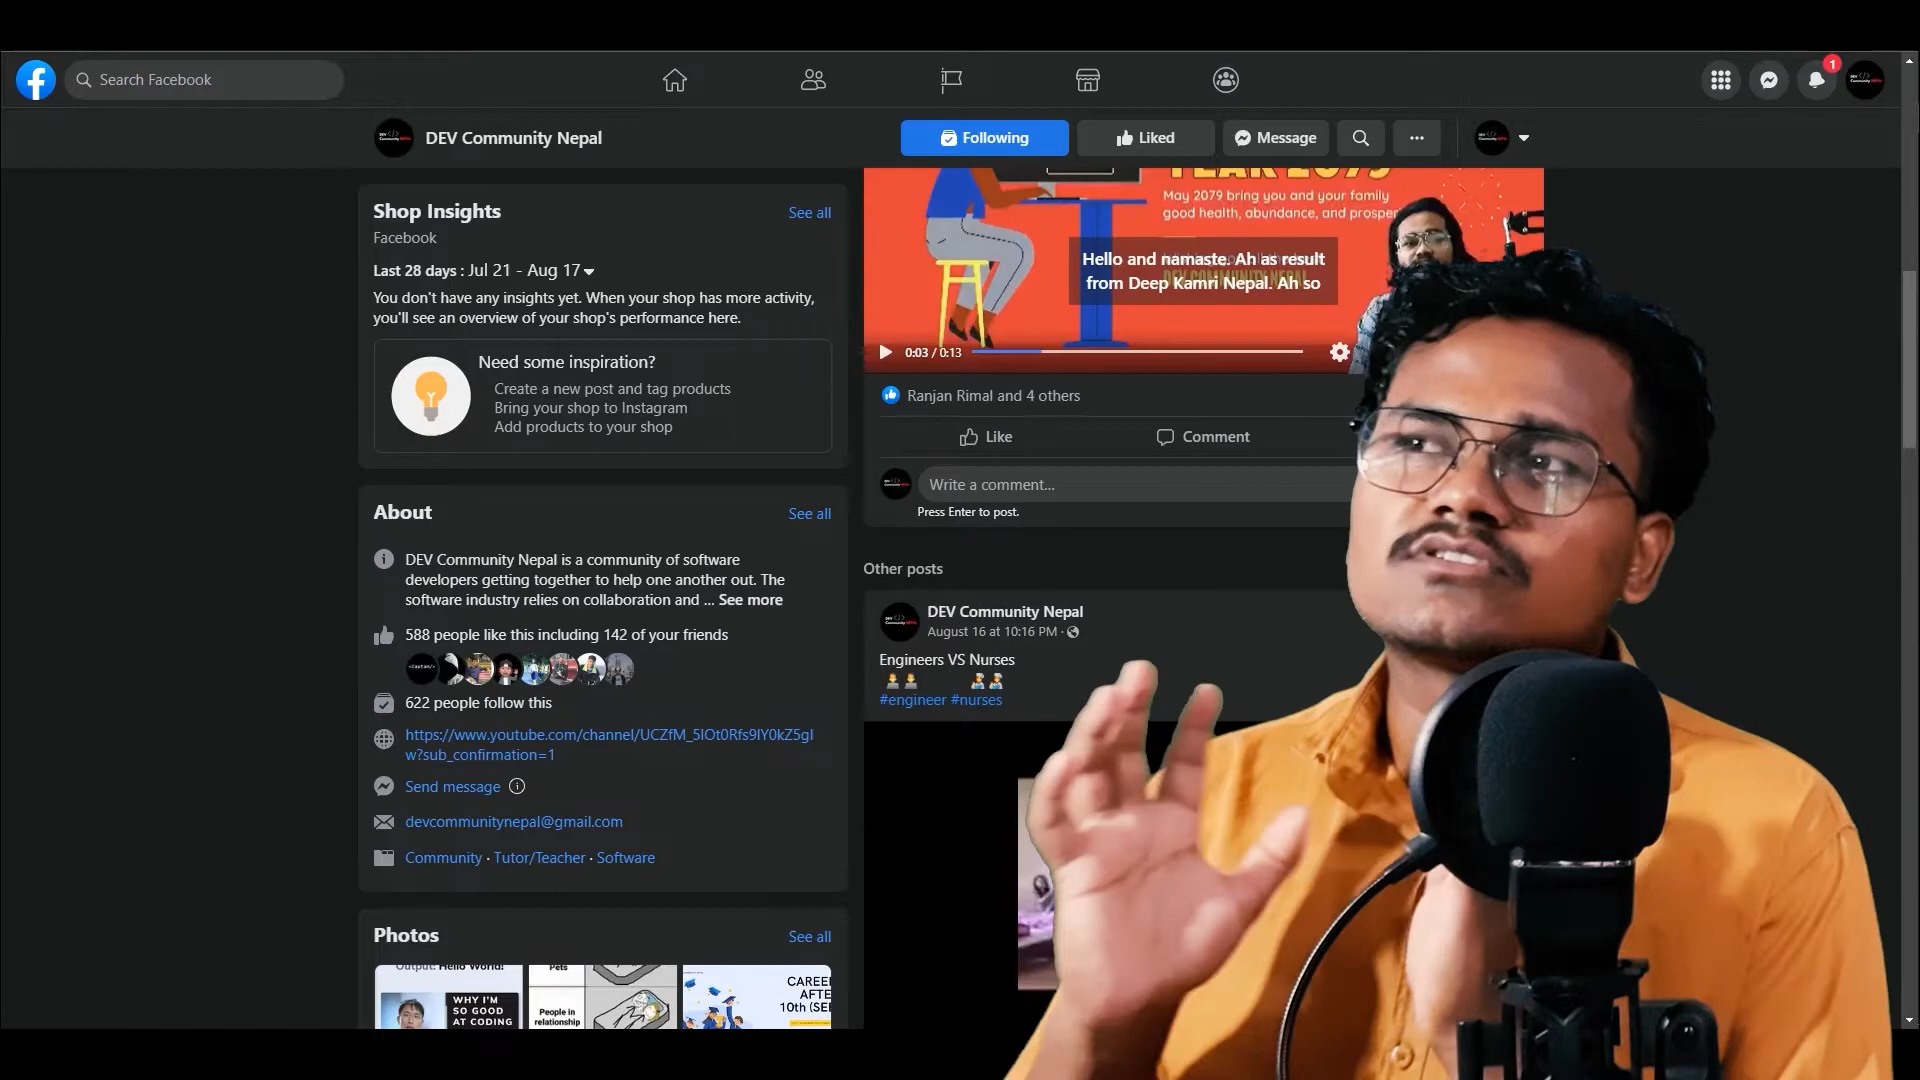 Search Facebook
1
DEV Community Nepal
Following
Liked
Message
Shop Insights
See all
Facebook
Last 28 days : Jul 21 - Aug 17
You don't have any insights yet. When your shop has more activity,
you'll see an overview of your shop's performance here.
Need some inspiration?
Create a new post and tag products
Bring your shop to Instagram
Add products to your shop
About
See all
DEV Community Nepal is a community of software
developers getting together to help one another out. The
software industry relies on collaboration and ... See more
588 people like this including 142 of your friends
622 people follow this
https://www.youtube.com/channel/UCZfM_5IOt0Rfs9IY0kZ5gI
w?sub_confirmation=1
Send message
devcommunitynepal@gmail.com
Community · Tutor/Teacher · Software
Photos
See all
Output: Hello World!
WHY I'M
SO GOOD
AT CODING
Pets
People in
relationship
CAREE
AFTE
10th (SE
YEAR 2079
May 2079 bring you and your family
good health, abundance, and prosper
Hello and namaste. Ah a result
from Deep Kamri Nepal. Ah so
0:03 / 0:13
Ranjan Rimal and 4 others
Like
Comment
Write a comment...
Press Enter to post.
Other posts
DEV Community Nepal
August 16 at 10:16 PM ·
Engineers VS Nurses
#engineer #nurses